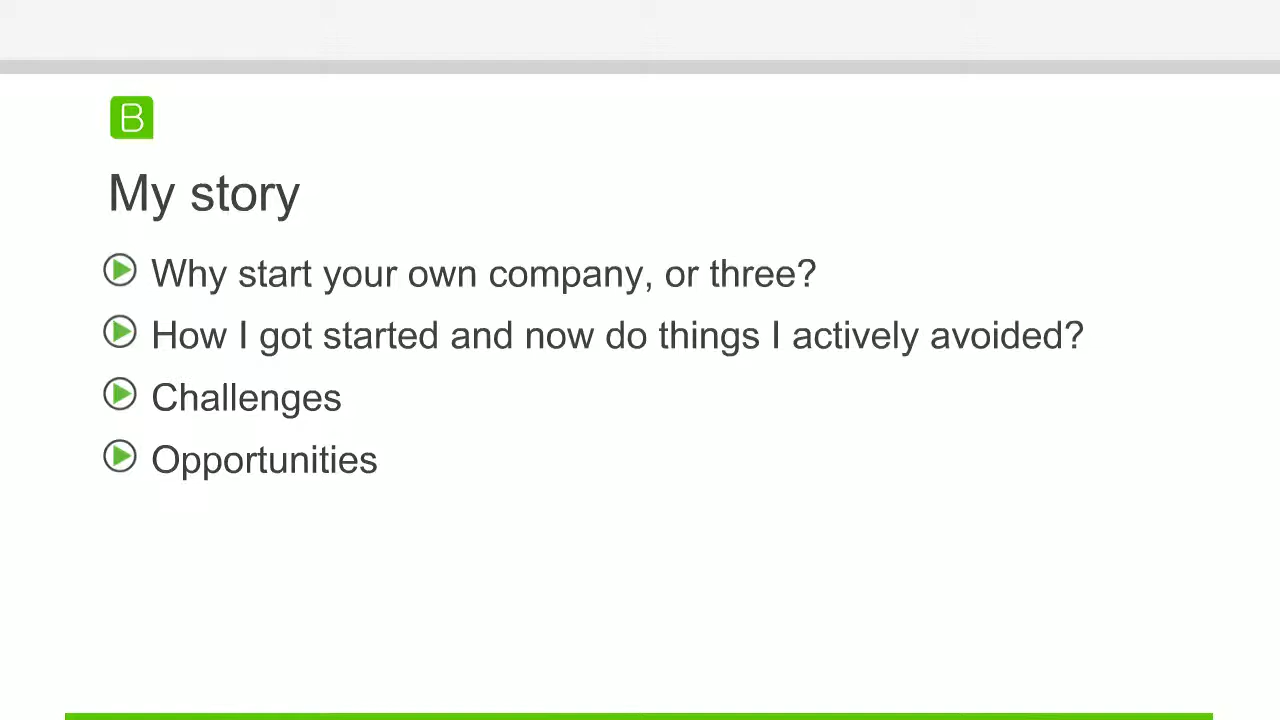 B
My story
Why start your own company, or three?
How I got started and now do things I actively avoided?
Challenges
Opportunities